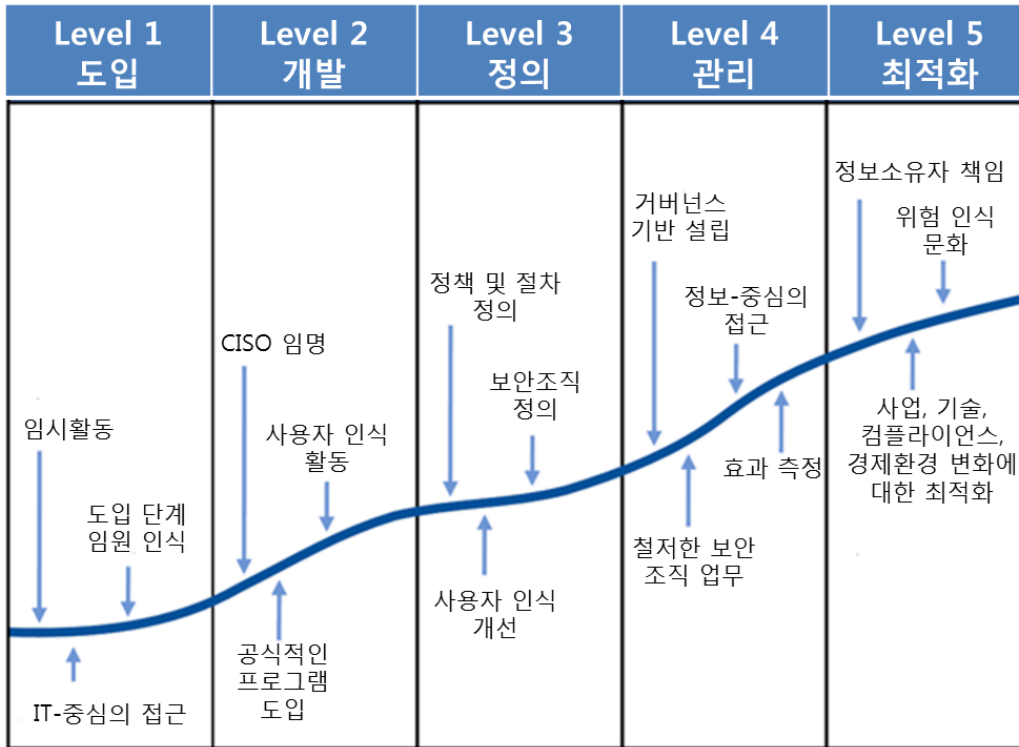 Level 1
도입
Level 2
개발
Level 3
정의
Level 4
관리
Level 5
최적화
임시활동
도입 단계
임원 인식
IT-중심의 접근
CISO 임명
사용자 인식
활동
공식적인
프로그램
도입
정책 및 절차
정의
보안조직
정의
사용자 인식
개선
거버넌스
기반 설립
정보-중심의
접근
효과 측정
철저한 보안
조직 업무
정보소유자 책임
위험 인식
문화
사업, 기술,
컴플라이언스,
경제환경 변화에
대한 최적화